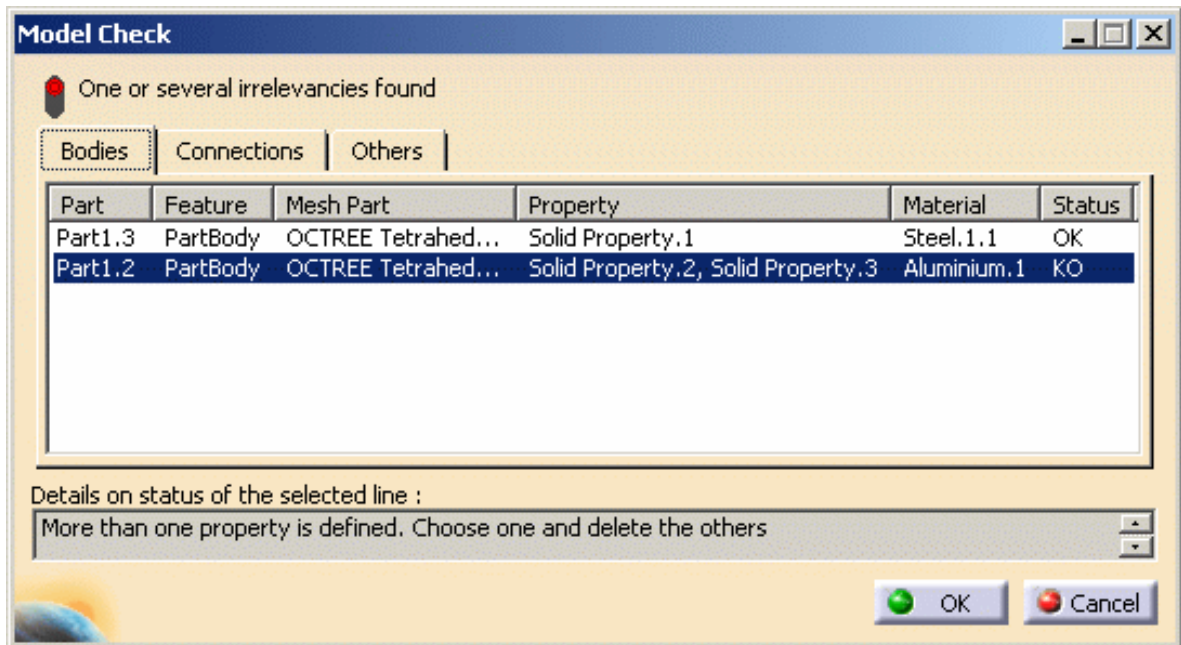 Model Check
One or several irrelevancies found
Bodies Connections Others
Part Feature Mesh Part Property Material Status
Part1.3 PartBody OCTREE Tetrahed... Solid Property.1 Steel.1.1 OK
Part1.2 PartBody OCTREE Tetrahed... Solid Property.2, Solid Property.3 Aluminium.1 KO
Details on status of the selected line :
More than one property is defined. Choose one and delete the others
OK Cancel